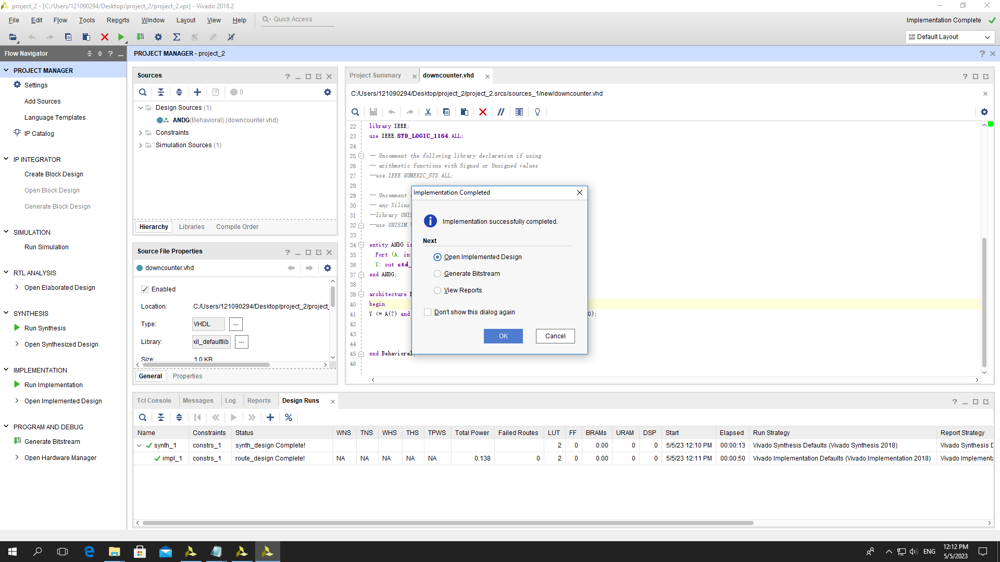 project_2 - [C:/Users/121090294/Desktop/project_2/project_2.xpr] - Vivado 2018.2
File Edit Flow Tools Reports Window Layout View Help Quick Access
Implementation Complete
Default Layout
Flow Navigator
PROJECT MANAGER
Settings
Add Sources
Language Templates
IP Catalog
IP INTEGRATOR
Create Block Design
Open Block Design
Generate Block Design
SIMULATION
Run Simulation
RTL ANALYSIS
Open Elaborated Design
SYNTHESIS
Run Synthesis
Open Synthesized Design
IMPLEMENTATION
Run Implementation
Open Implemented Design
PROGRAM AND DEBUG
Generate Bitstream
Open Hardware Manager
PROJECT MANAGER - project_2
Sources
0
Design Sources (1)
ANDG(Behavioral) (downcounter.vhd)
Constraints
Simulation Sources (1)
Hierarchy Libraries Compile Order
Source File Properties
downcounter.vhd
Enabled
Location: C:/Users/121090294/Desktop/project_2/project_
Type: VHDL ...
Library: xil_defaultlib ...
Size: 1.0 KB
General Properties
Project Summary downcounter.vhd
C:/Users/121090294/Desktop/project_2/project_2.srcs/sources_1/new/downcounter.vhd
22 library IEEE;
23 use IEEE.STD_LOGIC_1164.ALL;
24
25 -- Uncomment the following library declaration if using
26 -- arithmetic functions with Signed or Unsigned values
27 --use IEEE.NUMERIC_STD.ALL;
28
29 -- Uncomment
30 -- any Xilinx
31 --library UNIS
32 --use UNISIM.
33
34 entity ANDG is
35 Port (A: in
36 Y: out std_
37 end ANDG;
38
39 architecture
40 begin
41 Y <= A(7) and 0);
42
43
44
45 end Behavioral;
46
Implementation Completed
Implementation successfully completed.
Next
Open Implemented Design
Generate Bitstream
View Reports
Don't show this dialog again
OK Cancel
Tcl Console Messages Log Reports Design Runs
Name Constraints Status WNS TNS WHS THS TPWS Total Power Failed Routes LUT FF BRAMs URAM DSP Start Elapsed Run Strategy Report Strategy
synth_1 constrs_1 synth_design Complete! 2 0 0.00 0 0 5/5/23 12:10 PM 00:00:13 Vivado Synthesis Defaults (Vivado Synthesis 2018) Vivado Synthesis D
impl_1 constrs_1 route_design Complete! NA NA NA NA NA 0.138 0 2 0 0.00 0 0 5/5/23 12:11 PM 00:00:50 Vivado Implementation Defaults (Vivado Implementation 2018) Vivado Implementa
ENG
12:12 PM
5/5/2023